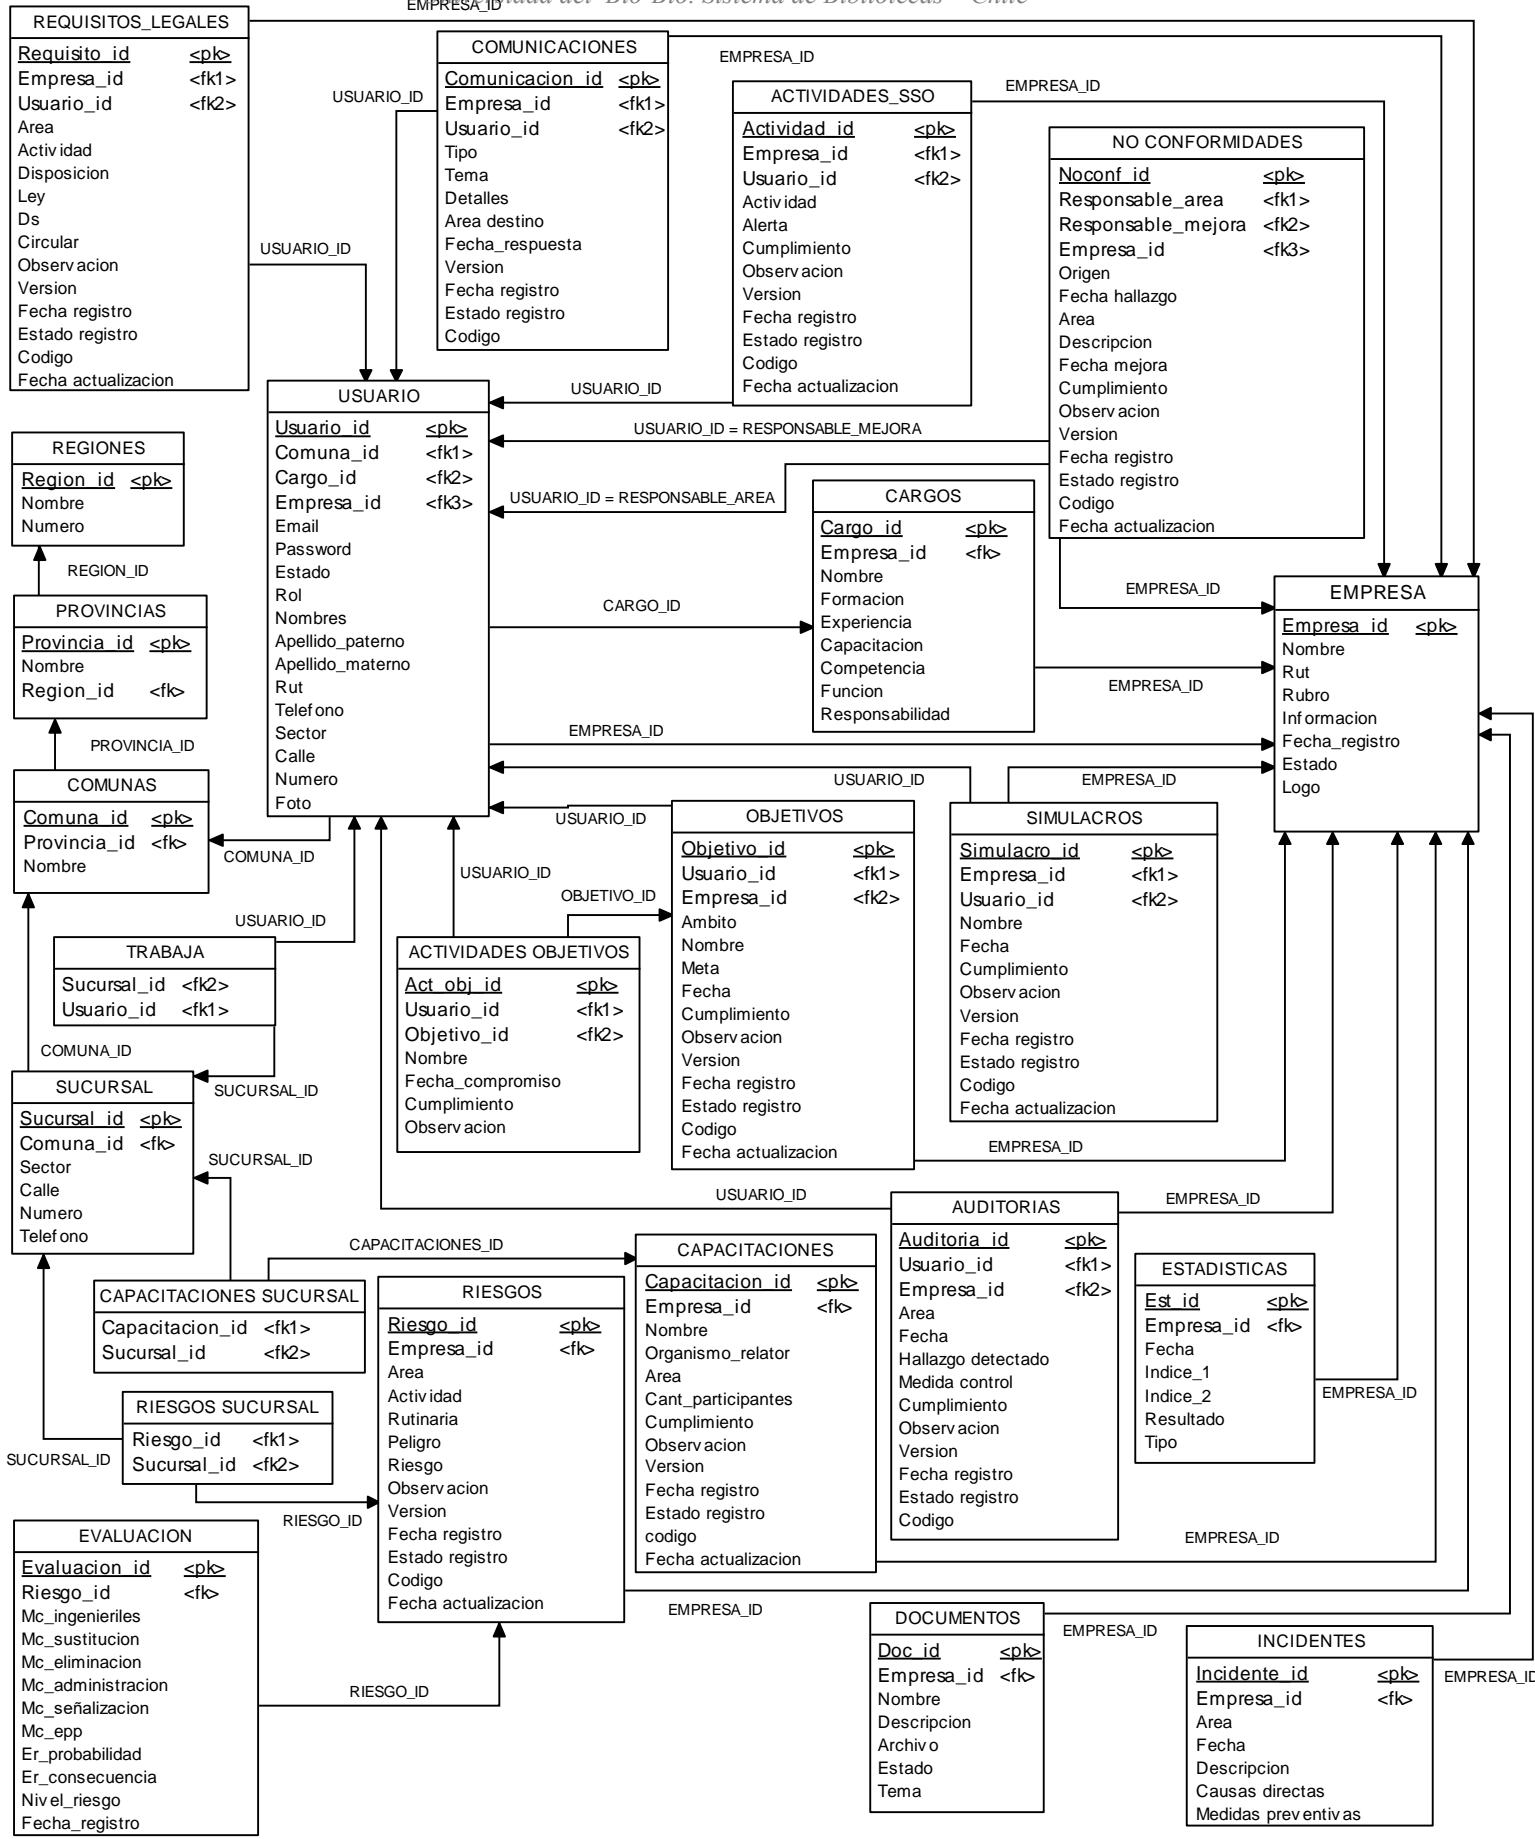 Bío-Bío. Sistema de Bibliotecas - Chile
EMPRESA_ID
REQUISITOS_LEGALES
Requisito_id <pk>
Empresa_id <fk1>
Usuario_id <fk2>
Area
Actividad
Disposicion
Ley
Ds
Circular
Observacion
Version
Fecha registro
Estado registro
Codigo
Fecha actualizacion
USUARIO_ID
USUARIO_ID
COMUNICACIONES
Comunicacion_id <pk>
Empresa_id <fk1>
Usuario_id <fk2>
Tipo
Tema
Detalles
Area destino
Fecha_respuesta
Version
Fecha registro
Estado registro
Codigo
EMPRESA_ID
ACTIVIDADES_SSO
Actividad_id <pk>
Empresa_id <fk1>
Usuario_id <fk2>
Actividad
Alerta
Cumplimiento
Observacion
Version
Fecha registro
Estado registro
Codigo
Fecha actualizacion
EMPRESA_ID
NO CONFORMIDADES
Noconf_id <pk>
Responsable_area <fk1>
Responsable_mejora <fk2>
Empresa_id <fk3>
Origen
Fecha hallazgo
Area
Descripcion
Fecha mejora
Cumplimiento
Observacion
Version
Fecha registro
Estado registro
Codigo
Fecha actualizacion
USUARIO
Usuario_id <pk>
Comuna_id <fk1>
Cargo_id <fk2>
Empresa_id <fk3>
Email
Password
Estado
Rol
Nombres
Apellido_paterno
Apellido_materno
Rut
Telefono
Sector
Calle
Numero
Foto
USUARIO_ID
USUARIO_ID = RESPONSABLE_MEJORA
USUARIO_ID = RESPONSABLE_AREA
CARGO_ID
EMPRESA_ID
USUARIO_ID
USUARIO_ID
CARGOS
Cargo_id <pk>
Empresa_id <fk>
Nombre
Formacion
Experiencia
Capacitacion
Competencia
Funcion
Responsabilidad
EMPRESA_ID
EMPRESA_ID
EMPRESA_ID
EMPRESA
Empresa_id <pk>
Nombre
Rut
Rubro
Informacion
Fecha_registro
Estado
Logo
REGIONES
Region_id <pk>
Nombre
Numero
REGION_ID
PROVINCIAS
Provincia_id <pk>
Nombre
Region_id <fk>
PROVINCIA_ID
COMUNAS
Comuna_id <pk>
Provincia_id <fk>
Nombre
COMUNA_ID
USUARIO_ID
TRABAJA
Sucursal_id <fk2>
Usuario_id <fk1>
COMUNA_ID
SUCURSAL_ID
SUCURSAL
Sucursal_id <pk>
Comuna_id <fk>
Sector
Calle
Numero
Telefono
SUCURSAL_ID
USUARIO_ID
OBJETIVO_ID
ACTIVIDADES OBJETIVOS
Act_obj_id <pk>
Usuario_id <fk1>
Objetivo_id <fk2>
Nombre
Fecha_compromiso
Cumplimiento
Observacion
OBJETIVOS
Objetivo_id <pk>
Usuario_id <fk1>
Empresa_id <fk2>
Ambito
Nombre
Meta
Fecha
Cumplimiento
Observacion
Version
Fecha registro
Estado registro
Codigo
Fecha actualizacion
SIMULACROS
Simulacro_id <pk>
Empresa_id <fk1>
Usuario_id <fk2>
Nombre
Fecha
Cumplimiento
Observacion
Version
Fecha registro
Estado registro
Codigo
Fecha actualizacion
EMPRESA_ID
USUARIO_ID
AUDITORIAS
Auditoria_id <pk>
Usuario_id <fk1>
Empresa_id <fk2>
Area
Fecha
Hallazgo detectado
Medida control
Cumplimiento
Observacion
Version
Fecha registro
Estado registro
Codigo
EMPRESA_ID
ESTADISTICAS
Est_id <pk>
Empresa_id <fk>
Fecha
Indice_1
Indice_2
Resultado
Tipo
EMPRESA_ID
CAPACITACIONES_ID
CAPACITACIONES SUCURSAL
Capacitacion_id <fk1>
Sucursal_id <fk2>
RIESGOS SUCURSAL
Riesgo_id <fk1>
Sucursal_id <fk2>
SUCURSAL_ID
RIESGO_ID
RIESGOS
Riesgo_id <pk>
Empresa_id <fk>
Area
Actividad
Rutinaria
Peligro
Riesgo
Observacion
Version
Fecha registro
Estado registro
Codigo
Fecha actualizacion
CAPACITACIONES
Capacitacion_id <pk>
Empresa_id <fk>
Nombre
Organismo_relator
Area
Cant_participantes
Cumplimiento
Observacion
Version
Fecha registro
Estado registro
codigo
Fecha actualizacion
EMPRESA_ID
EMPRESA_ID
EVALUACION
Evaluacion_id <pk>
Riesgo_id <fk>
Mc_ingenieriles
Mc_sustitucion
Mc_eliminacion
Mc_administracion
Mc_señalizacion
Mc_epp
Er_probabilidad
Er_consecuencia
Nivel_riesgo
Fecha_registro
RIESGO_ID
DOCUMENTOS
Doc_id <pk>
Empresa_id <fk>
Nombre
Descripcion
Archivo
Estado
Tema
EMPRESA_ID
INCIDENTES
Incidente_id <pk>
Empresa_id <fk>
Area
Fecha
Descripcion
Causas directas
Medidas preventivas
EMPRESA_ID